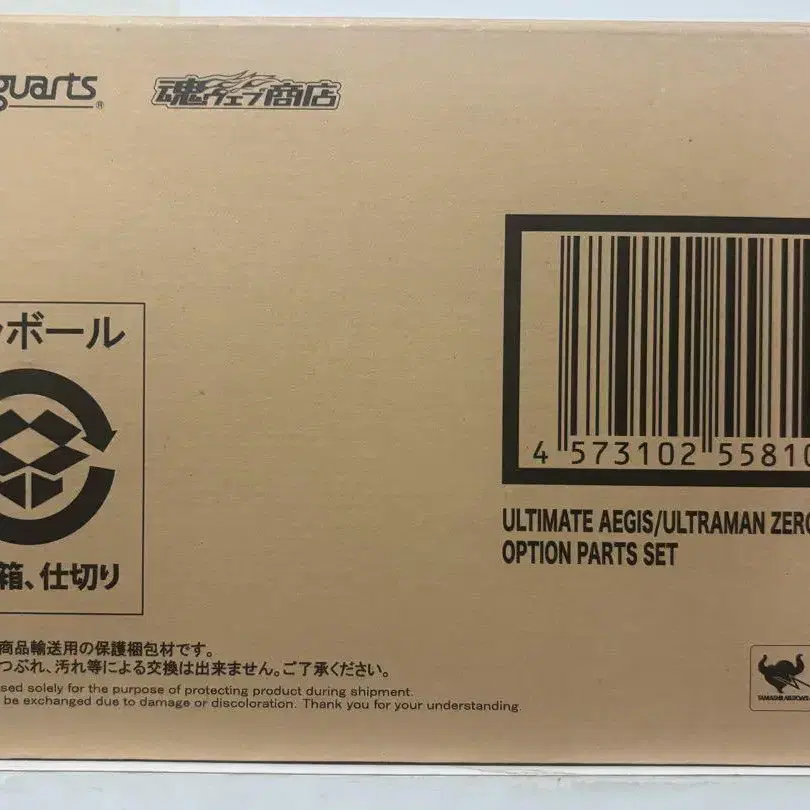 guarts®
魂ウェブ商店
ボール
箱、仕切り
4 573102 55810
ULTIMATE AEGIS/ULTRAMAN ZERO
OPTION PARTS SET
商品輸送用の保護梱包材です。
つぶれ、汚れ等による交換は出来ません。ご了承ください。
sed solely for the purpose of protecting product during shipment.
be exchanged due to damage or discoloration. Thank you for your understanding.